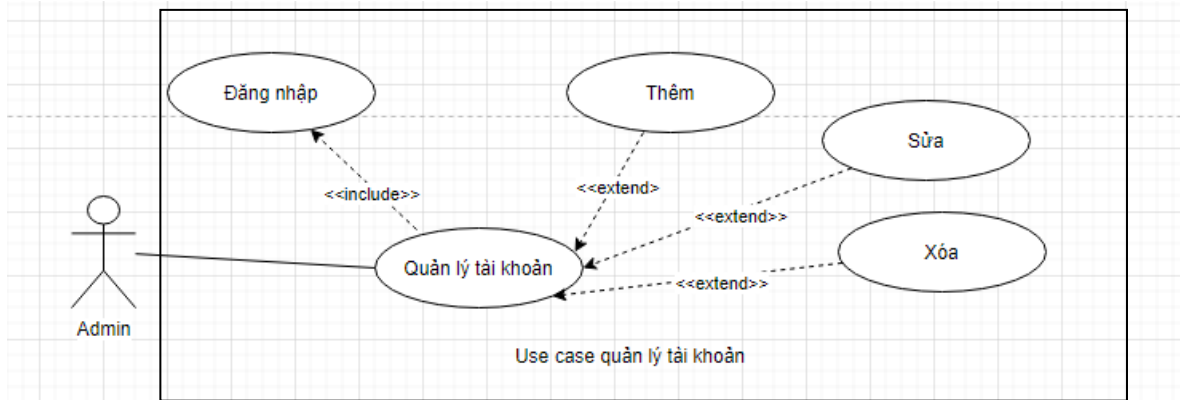 Đăng nhập
Thêm
Sửa
<<include>>
<<extend>
<<extend>>
Xóa
Quản lý tài khoản
<<extend>>
Admin
Use case quản lý tài khoản